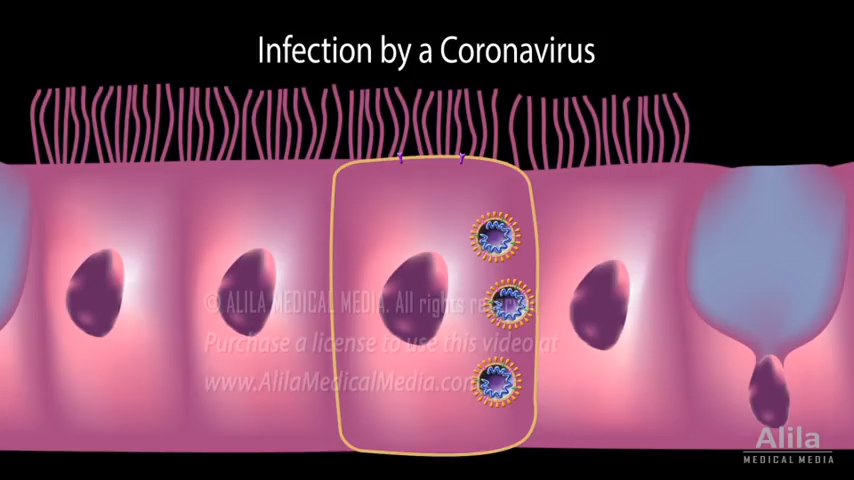 Infection by a Coronavirus
© ALILA MEDICAL MEDIA. All rights reserved.
Purchase a license to use this video at
www.AlilaMedicalMedia.com
Alila
MEDICAL MEDIA